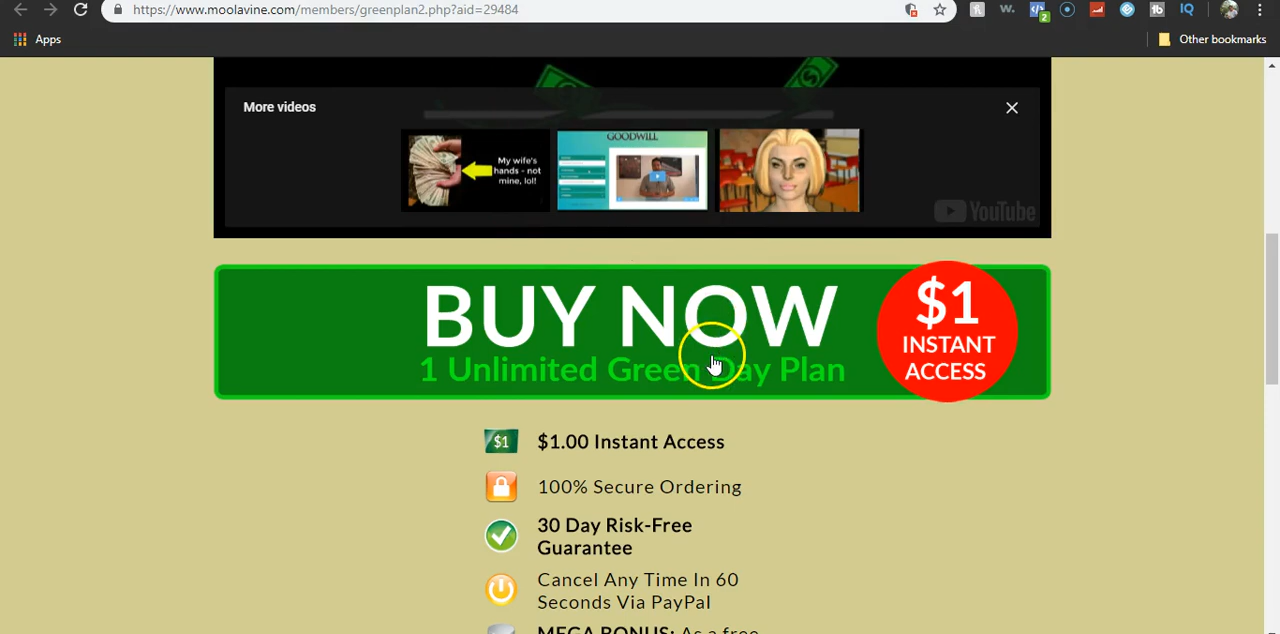 https://www.moolavine.com/members/greenplan2.php?aid=29484
w.
2
tb
IQ
Apps
Other bookmarks
More videos
My wife's
hands - not
mine, lol!
GOODWILL
YouTube
BUY NOW
1 Unlimited Green Day Plan
$1
INSTANT
ACCESS
$1
$1.00 Instant Access
100% Secure Ordering
30 Day Risk-Free
Guarantee
Cancel Any Time In 60
Seconds Via PayPal
MEGA BONUS: As a free